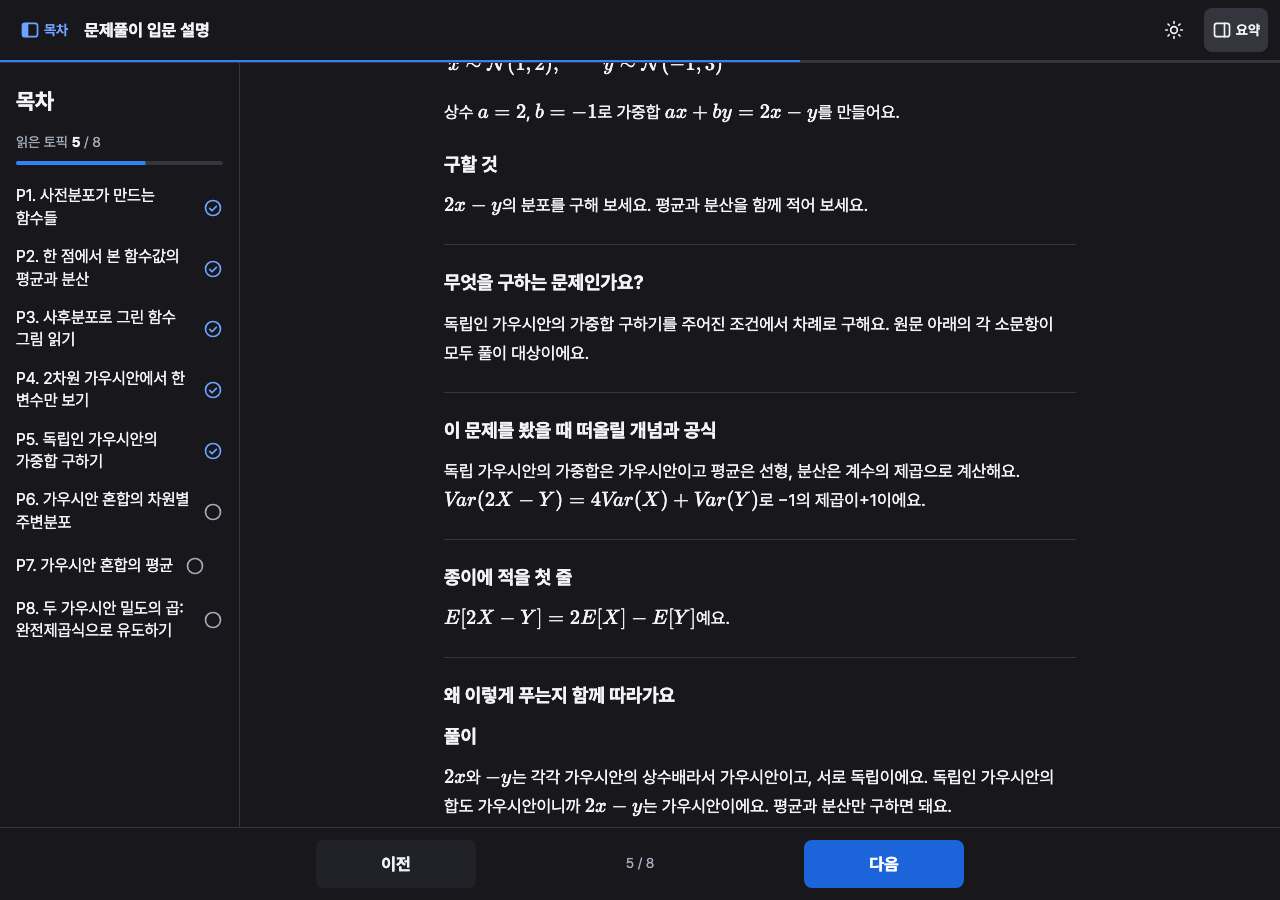 목차 문제풀이 입문 설명 요약
목차
읽은 토픽 5 / 8
P1. 사전분포가 만드는
함수들
P2. 한 점에서 본 함수값의
평균과 분산
P3. 사후분포로 그린 함수
그림 읽기
P4. 2차원 가우시안에서 한
변수만 보기
P5. 독립인 가우시안의
가중합 구하기
P6. 가우시안 혼합의 차원별
주변분포
P7. 가우시안 혼합의 평균
P8. 두 가우시안 밀도의 곱:
완전제곱식으로 유도하기
x ~ N(1, 2), y ~ N(−1, 3)
상수 a = 2, b = −1로 가중합 ax + by = 2x − y를 만들어요.
구할 것
2x − y의 분포를 구해 보세요. 평균과 분산을 함께 적어 보세요.
무엇을 구하는 문제인가요?
독립인 가우시안의 가중합 구하기를 주어진 조건에서 차례로 구해요. 원문 아래의 각 소문항이
모두 풀이 대상이에요.
이 문제를 봤을 때 떠올릴 개념과 공식
독립 가우시안의 가중합은 가우시안이고 평균은 선형, 분산은 계수의 제곱으로 계산해요.
Var(2X − Y) = 4Var(X) + Var(Y)로 −1의 제곱이+1이에요.
종이에 적을 첫 줄
E[2X − Y] = 2E[X] − E[Y]예요.
왜 이렇게 푸는지 함께 따라가요
풀이
2x와 −y는 각각 가우시안의 상수배라서 가우시안이고, 서로 독립이에요. 독립인 가우시안의
합도 가우시안이니까 2x − y는 가우시안이에요. 평균과 분산만 구하면 돼요.
이전 5 / 8 다음